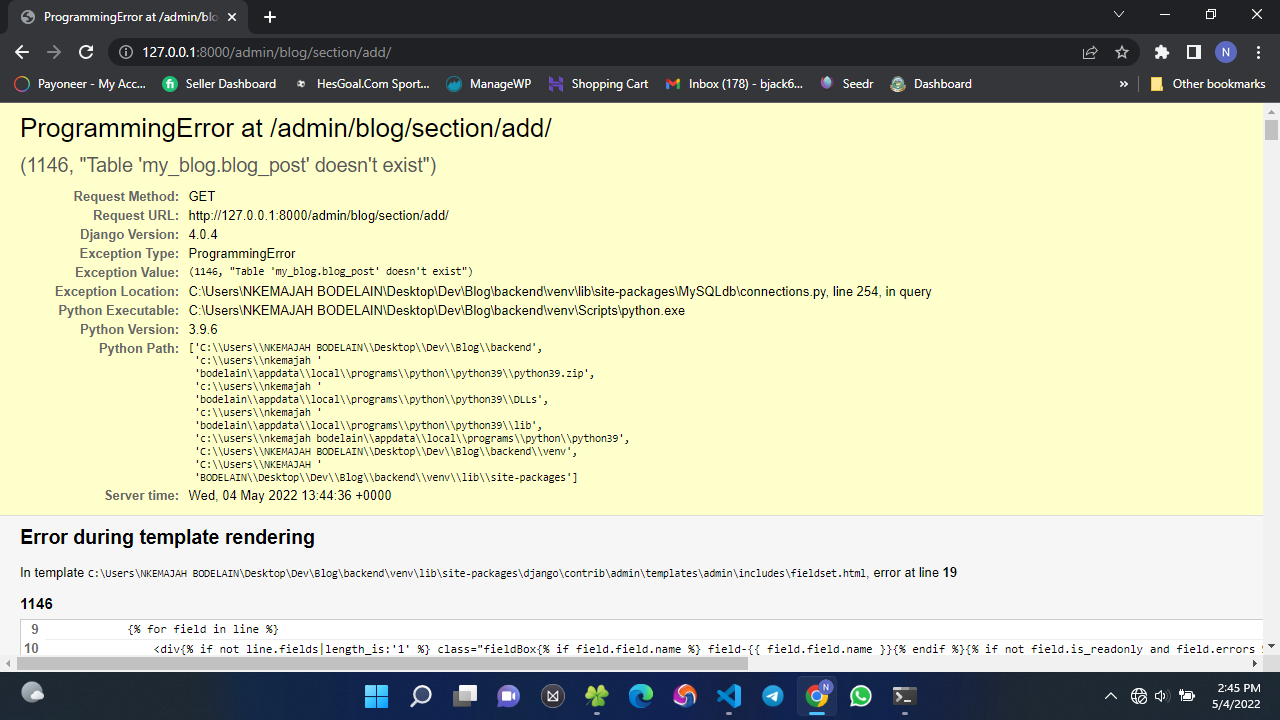 ProgrammingError at /admin/blo
127.0.0.1:8000/admin/blog/section/add/
N
Payoneer - My Acc... Seller Dashboard HesGoal.Com Sport... ManageWP Shopping Cart Inbox (178) - bjack6... Seedr Dashboard » Other bookmarks
ProgrammingError at /admin/blog/section/add/
(1146, "Table 'my_blog.blog_post' doesn't exist")
Request Method: GET
Request URL: http://127.0.0.1:8000/admin/blog/section/add/
Django Version: 4.0.4
Exception Type: ProgrammingError
Exception Value: (1146, "Table 'my_blog.blog_post' doesn't exist")
Exception Location: C:\Users\NKEMAJAH BODELAIN\Desktop\Dev\Blog\backend\venv\lib\site-packages\MySQLdb\connections.py, line 254, in query
Python Executable: C:\Users\NKEMAJAH BODELAIN\Desktop\Dev\Blog\backend\venv\Scripts\python.exe
Python Version: 3.9.6
Python Path: ['C:\\Users\\NKEMAJAH BODELAIN\\Desktop\\Dev\\Blog\\backend',
'c:\\users\\nkemajah '
'bodelain\\appdata\\local\\programs\\python\\python39\\python39.zip',
'c:\\users\\nkemajah '
'bodelain\\appdata\\local\\programs\\python\\python39\\DLLs',
'c:\\users\\nkemajah '
'bodelain\\appdata\\local\\programs\\python\\python39\\lib',
'c:\\users\\nkemajah bodelain\\appdata\\local\\programs\\python\\python39',
'C:\\Users\\NKEMAJAH BODELAIN\\Desktop\\Dev\\Blog\\backend\\venv',
'C:\\Users\\NKEMAJAH '
'BODELAIN\\Desktop\\Dev\\Blog\\backend\\venv\\lib\\site-packages']
Server time: Wed, 04 May 2022 13:44:36 +0000
Error during template rendering
In template C:\Users\NKEMAJAH BODELAIN\Desktop\Dev\Blog\backend\venv\lib\site-packages\django\contrib\admin\templates\admin\includes\fieldset.html, error at line 19
1146
9 {% for field in line %}
10 <div{% if not line.fields|length_is:'1' %} class="fieldBox{% if field.field.name %} field-{{ field.field.name }}{% endif %}{% if not field.is_readonly and field.errors
N
2:45 PM
5/4/2022